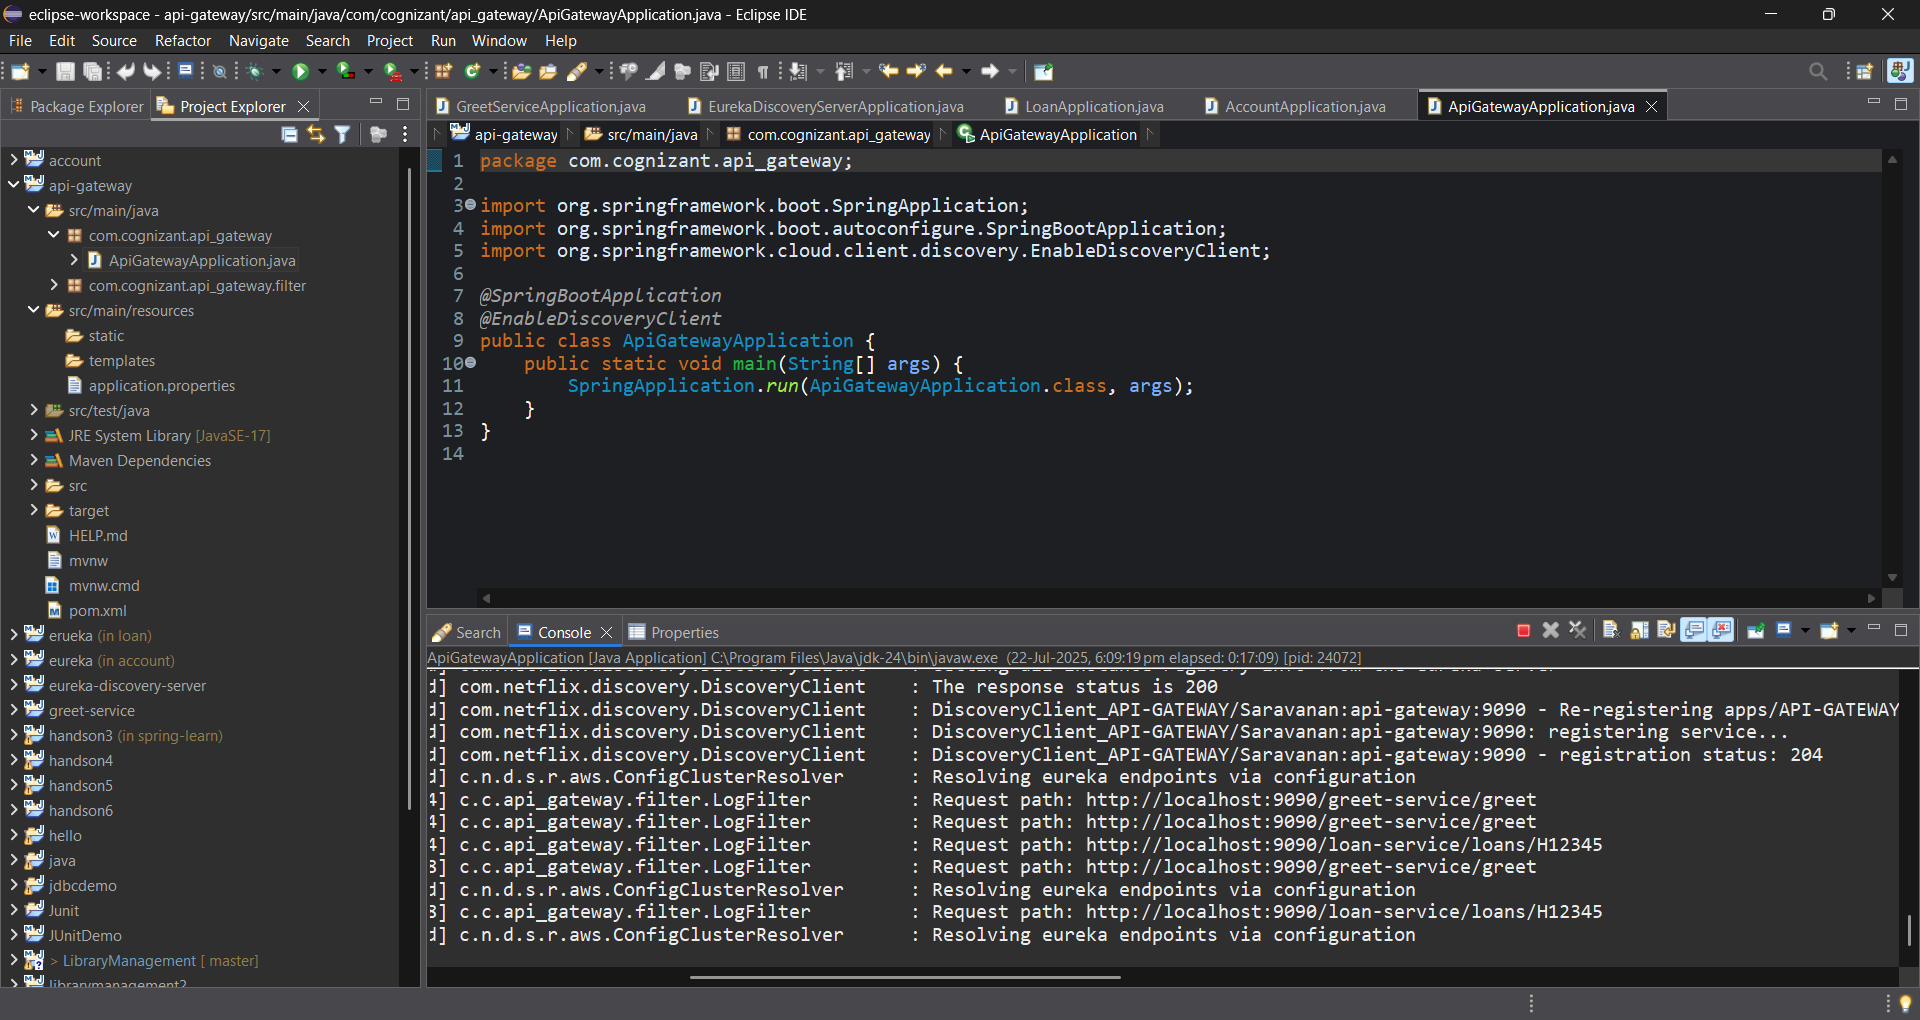 eclipse-workspace - api-gateway/src/main/java/com/cognizant/api_gateway/ApiGatewayApplication.java - Eclipse IDE
File Edit Source Refactor Navigate Search Project Run Window Help
Package Explorer Project Explorer
account
api-gateway
src/main/java
com.cognizant.api_gateway
ApiGatewayApplication.java
com.cognizant.api_gateway.filter
src/main/resources
static
templates
application.properties
src/test/java
JRE System Library [JavaSE-17]
Maven Dependencies
src
target
HELP.md
mvnw
mvnw.cmd
pom.xml
erueka (in loan)
eureka (in account)
eureka-discovery-server
greet-service
handson3 (in spring-learn)
handson4
handson5
handson6
hello
java
jdbcdemo
Junit
JUnitDemo
> LibraryManagement [ master]
librarymanagement2
GreetServiceApplication.java EurekaDiscoveryServerApplication.java LoanApplication.java AccountApplication.java ApiGatewayApplication.java
api-gateway src/main/java com.cognizant.api_gateway ApiGatewayApplication
1 package com.cognizant.api_gateway;
2
3 import org.springframework.boot.SpringApplication;
4 import org.springframework.boot.autoconfigure.SpringBootApplication;
5 import org.springframework.cloud.client.discovery.EnableDiscoveryClient;
6
7 @SpringBootApplication
8 @EnableDiscoveryClient
9 public class ApiGatewayApplication {
10 public static void main(String[] args) {
11 SpringApplication.run(ApiGatewayApplication.class, args);
12 }
13 }
14
Search Console Properties
ApiGatewayApplication [Java Application] C:\Program Files\Java\jdk-24\bin\javaw.exe (22-Jul-2025, 6:09:19 pm elapsed: 0:17:09) [pid: 24072]
d] com.netflix.discovery.DiscoveryClient : The response status is 200
d] com.netflix.discovery.DiscoveryClient : DiscoveryClient_API-GATEWAY/Saravanan:api-gateway:9090 - Re-registering apps/API-GATEWAY
d] com.netflix.discovery.DiscoveryClient : DiscoveryClient_API-GATEWAY/Saravanan:api-gateway:9090: registering service...
d] com.netflix.discovery.DiscoveryClient : DiscoveryClient_API-GATEWAY/Saravanan:api-gateway:9090 - registration status: 204
d] c.n.d.s.r.aws.ConfigClusterResolver : Resolving eureka endpoints via configuration
4] c.c.api_gateway.filter.LogFilter : Request path: http://localhost:9090/greet-service/greet
4] c.c.api_gateway.filter.LogFilter : Request path: http://localhost:9090/greet-service/greet
4] c.c.api_gateway.filter.LogFilter : Request path: http://localhost:9090/loan-service/loans/H12345
3] c.c.api_gateway.filter.LogFilter : Request path: http://localhost:9090/greet-service/greet
d] c.n.d.s.r.aws.ConfigClusterResolver : Resolving eureka endpoints via configuration
3] c.c.api_gateway.filter.LogFilter : Request path: http://localhost:9090/loan-service/loans/H12345
d] c.n.d.s.r.aws.ConfigClusterResolver : Resolving eureka endpoints via configuration